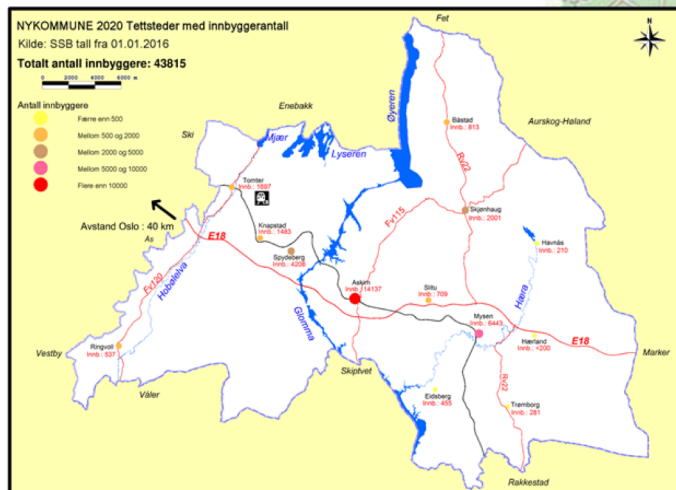 NYKOMMUNE 2020 Tettsteder med innbyggerantall
Kilde: SSB tall fra 01.01.2016
Totalt antall innbyggere: 43815
0 2000 4000 6000 m
Antall innbyggere
Færre enn 500
Mellom 500 og 2000
Mellom 2000 og 5000
Mellom 5000 og 10000
Flere enn 10000
Avstand Oslo : 40 km
N
Fet
Enebakk
Øyeren
Ski
Mjær
Lyseren
Båstad
Innb.: 813
Aurskog-Høland
Rv22
Tomter
Innb.: 1697
Skjønhaug
Innb.: 2001
Fv115
Ås
E18
Knapstad
Innb.: 1483
Spydeberg
Innb.: 4206
Havnås
Innb.: 210
Fv120
Hobølelva
Askim
Innb.: 14137
Slitu
Innb.: 709
Hæra
Glomma
Mysen
Innb.: 6443
Hærland
Innb.: <200
E18
Ringvoll
Innb.: 537
Vestby
Marker
Skiptvet
Rv22
Våler
Eidsberg
Innb.: 455
Trømborg
Innb.: 281
Rakkestad